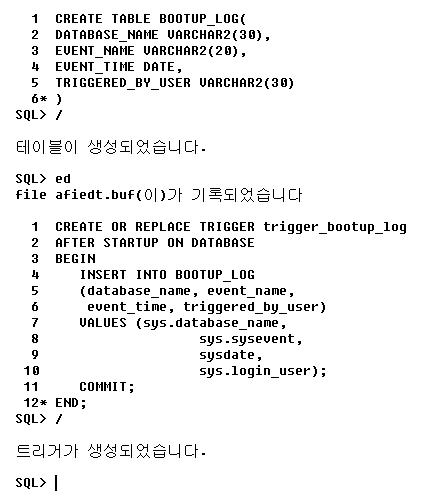 1 CREATE TABLE BOOTUP_LOG(
2 DATABASE_NAME VARCHAR2(30),
3 EVENT_NAME VARCHAR2(20),
4 EVENT_TIME DATE,
5 TRIGGERED_BY_USER VARCHAR2(30)
6* )
SQL> /
테이블이 생성되었습니다.
SQL> ed
file afiedt.buf(이)가 기록되었습니다
1 CREATE OR REPLACE TRIGGER trigger_bootup_log
2 AFTER STARTUP ON DATABASE
3 BEGIN
4 INSERT INTO BOOTUP_LOG
5 (database_name, event_name,
6 event_time, triggered_by_user)
7 VALUES (sys.database_name,
8 sys.sysevent,
9 sysdate,
10 sys.login_user);
11 COMMIT;
12* END;
SQL> /
트리거가 생성되었습니다.
SQL>